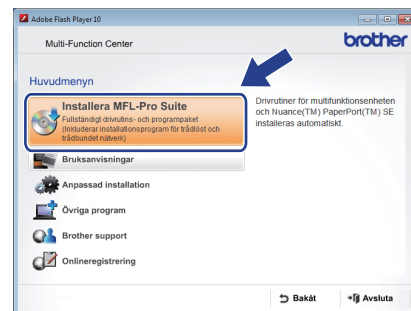 Adobe Flash Player 10
Multi-Function Center
brother
Huvudmenyn
Installera MFL-Pro Suite
Fullständigt drivrutins- och programpaket
(Inkluderar installationsprogram för trådlöst och
trådbundet nätverk)
Drivrutiner för multifunktionsenheten
och Nuance(TM) PaperPort(TM) SE
installeras automatiskt.
Bruksanvisningar
Anpassad installation
Övriga program
Brother support
Onlineregistrering
Bakåt
Avsluta